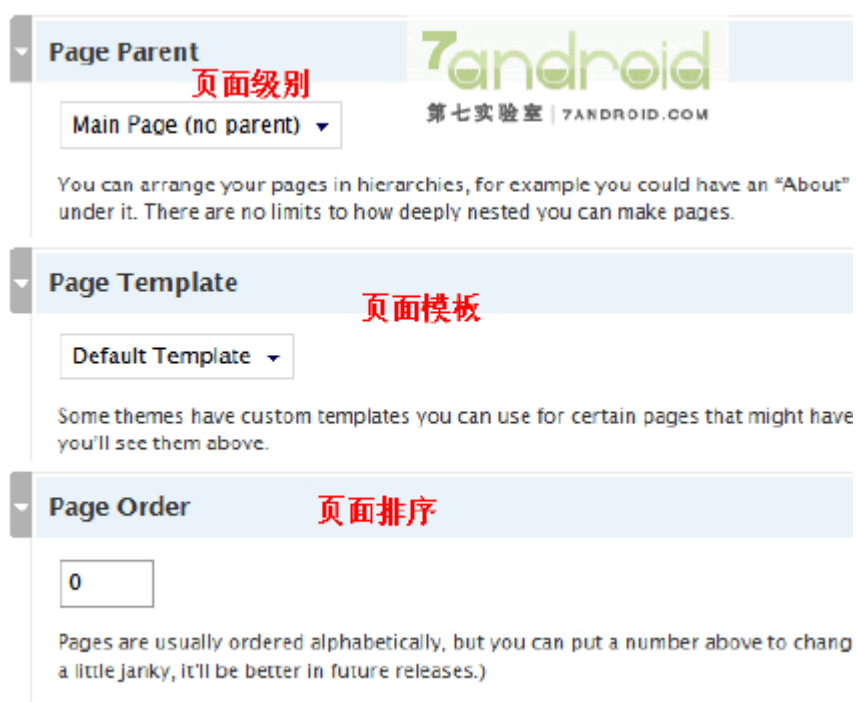 Page Parent
页面级别
7android
第七实验室 | 7ANDROID.COM
Main Page (no parent)
You can arrange your pages in hierarchies, for example you could have an “About”
under it. There are no limits to how deeply nested you can make pages.
Page Template
页面模板
Default Template
Some themes have custom templates you can use for certain pages that might have
you'll see them above.
Page Order
页面排序
0
Pages are usually ordered alphabetically, but you can put a number above to chang
a little janky, it'll be better in future releases.)